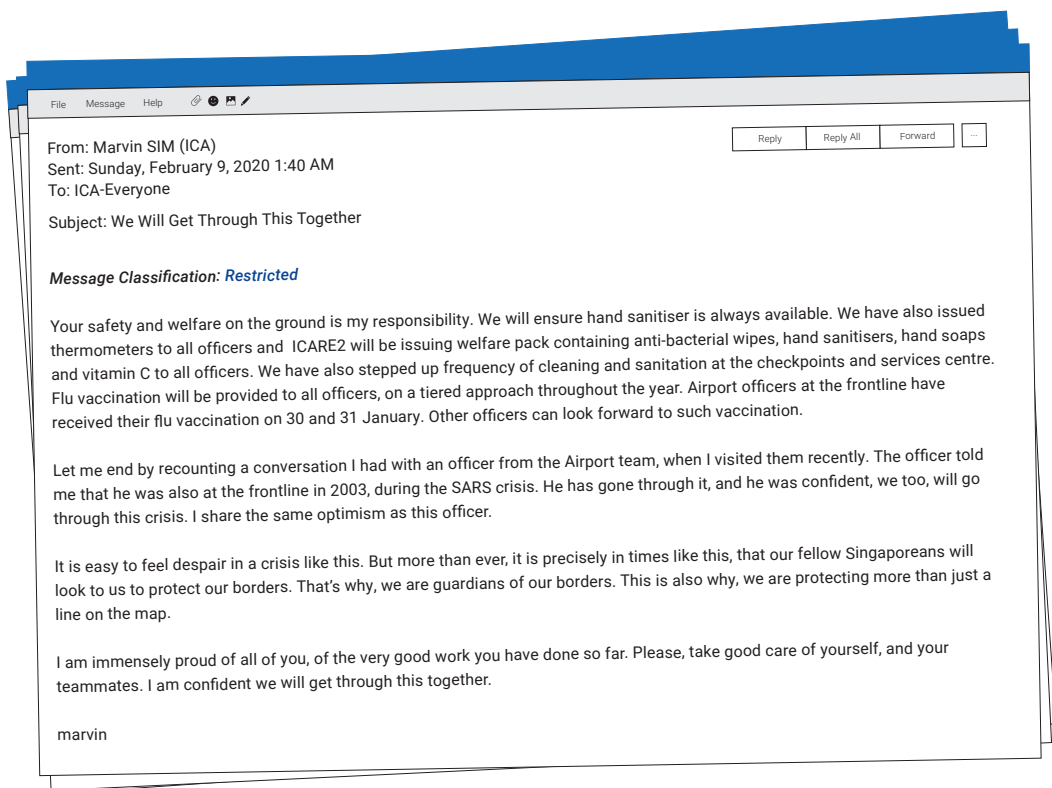 File Message Help
Reply Reply All Forward ...
From: Marvin SIM (ICA)
Sent: Sunday, February 9, 2020 1:40 AM
To: ICA-Everyone
Subject: We Will Get Through This Together
Message Classification: Restricted
Your safety and welfare on the ground is my responsibility. We will ensure hand sanitiser is always available. We have also issued
thermometers to all officers and  ICARE2 will be issuing welfare pack containing anti-bacterial wipes, hand sanitisers, hand soaps
and vitamin C to all officers. We have also stepped up frequency of cleaning and sanitation at the checkpoints and services centre.
Flu vaccination will be provided to all officers, on a tiered approach throughout the year. Airport officers at the frontline have
received their flu vaccination on 30 and 31 January. Other officers can look forward to such vaccination.
Let me end by recounting a conversation I had with an officer from the Airport team, when I visited them recently. The officer told
me that he was also at the frontline in 2003, during the SARS crisis. He has gone through it, and he was confident, we too, will go
through this crisis. I share the same optimism as this officer.
It is easy to feel despair in a crisis like this. But more than ever, it is precisely in times like this, that our fellow Singaporeans will
look to us to protect our borders. That's why, we are guardians of our borders. This is also why, we are protecting more than just a
line on the map.
I am immensely proud of all of you, of the very good work you have done so far. Please, take good care of yourself, and your
teammates. I am confident we will get through this together.
marvin